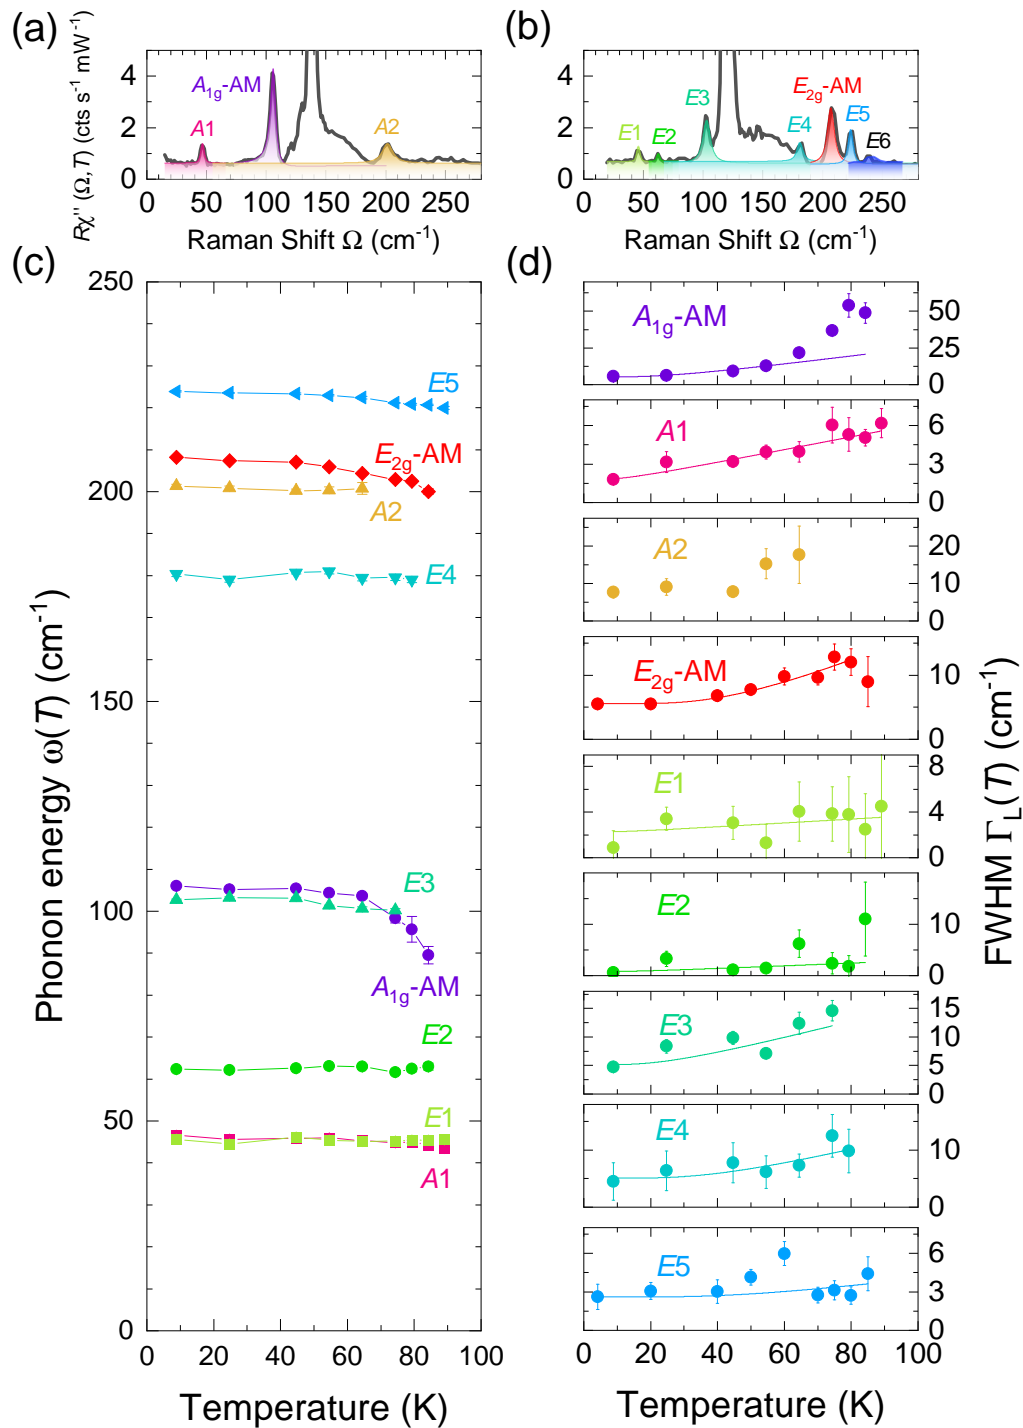 (a)
(b)
Rχ'' (Ω, T) (cts s⁻¹ mW⁻¹)
4
2
0
A1
A₁g-AM
A2
0 50 100 150 200 250
Raman Shift Ω (cm⁻¹)
4
2
0
E1
E2
E3
E4
E₂g-AM
E5
E6
0 50 100 150 200 250
Raman Shift Ω (cm⁻¹)
(c)
(d)
Phonon energy ω(T) (cm⁻¹)
250
200
150
100
50
0
E5
E₂g-AM
A2
E4
E3
A₁g-AM
E2
E1
A1
0 20 40 60 80 100
Temperature (K)
A₁g-AM
50
25
0
A1
6
3
0
A2
20
10
0
E₂g-AM
10
0
E1
8
4
0
E2
10
0
E3
15
10
5
0
E4
10
0
E5
6
3
0
0 20 40 60 80 100
Temperature (K)
FWHM Γ_L(T) (cm⁻¹)